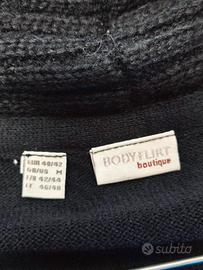 EUR 40/42
GB/US M
F/B 42/44
IT 46/48
BODYFLIRT
boutique
subito